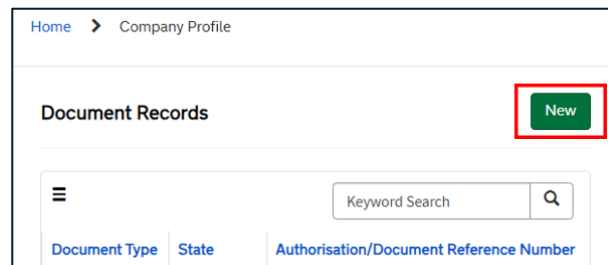 Home > Company Profile
Document Records New
Keyword Search
Document Type State Authorisation/Document Reference Number